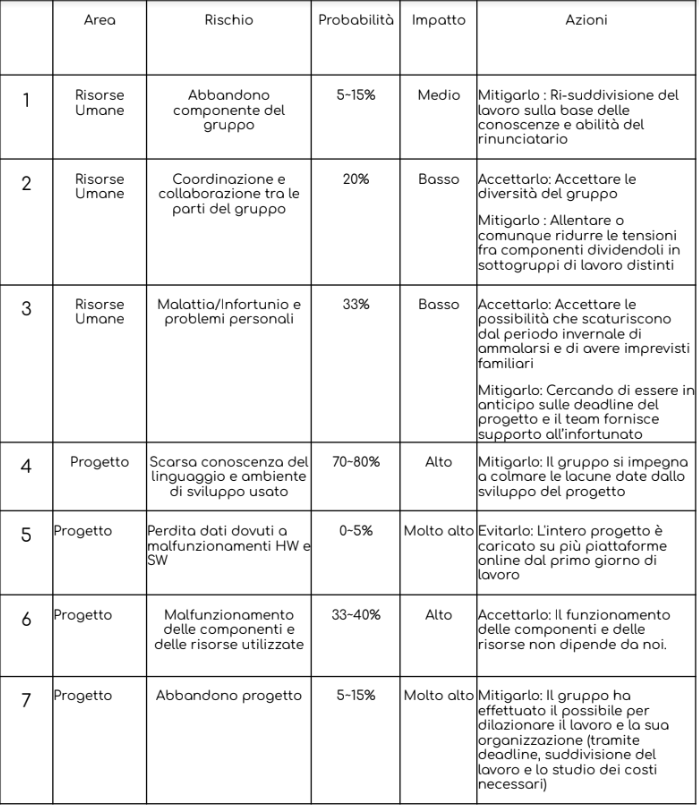 Area Rischio Probabilità Impatto Azioni
1
Risorse
Umane
Abbandono
componente del
gruppo
5-15%
Medio
Mitigarlo : Ri-suddivisione del
lavoro sulla base delle
conoscenze e abilità del
rinunciatario
2
Risorse
Umane
Coordinazione e
collaborazione tra le
parti del gruppo
20%
Basso
Accettarlo: Accettare le
diversità del gruppo
Mitigarlo : Allentare o
comunque ridurre le tensioni
fra componenti dividendoli in
sottogruppi di lavoro distinti
3
Risorse
Umane
Malattia/Infortunio e
problemi personali
33%
Basso
Accettarlo: Accettare le
possibilità che scaturiscono
dal periodo invernale di
ammalarsi e di avere imprevisti
familiari
Mitigarlo: Cercando di essere in
anticipo sulle deadline del
progetto e il team fornisce
supporto all'infortunato
4
Progetto
Scarsa conoscenza del
linguaggio e ambiente
di sviluppo usato
70-80%
Alto
Mitigarlo: Il gruppo si impegna
a colmare le lacune date dallo
sviluppo del progetto
5
Progetto
Perdita dati dovuti a
malfunzionamenti HW e
SW
0-5%
Molto alto
Evitarlo: L'intero progetto è
caricato su più piattaforme
online dal primo giorno di
lavoro
6
Progetto
Malfunzionamento
delle componenti e
delle risorse utilizzate
33-40%
Alto
Accettarlo: Il funzionamento
delle componenti e delle
risorse non dipende da noi.
7
Progetto
Abbandono progetto
5-15%
Molto alto
Mitigarlo: Il gruppo ha
effettuato il possibile per
dilazionare il lavoro e la sua
organizzazione (tramite
deadline, suddivisione del
lavoro e lo studio dei costi
necessari)